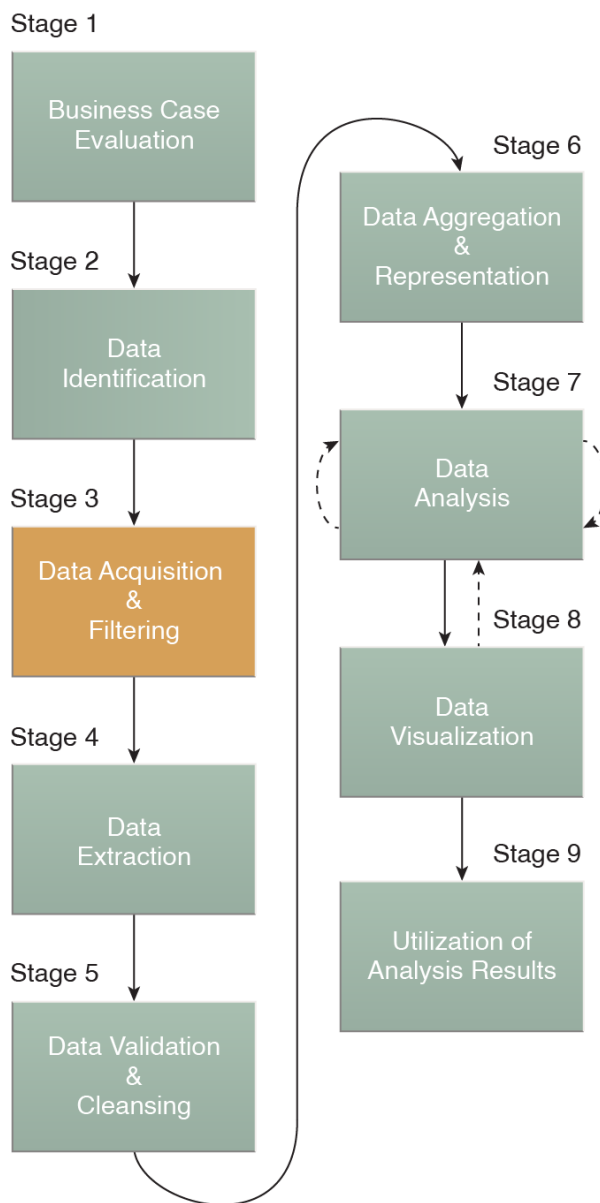 Stage 1
Business Case
Evaluation
Stage 2
Data
Identification
Stage 3
Data Acquisition
&
Filtering
Stage 4
Data
Extraction
Stage 5
Data Validation
&
Cleansing
Stage 6
Data Aggregation
&
Representation
Stage 7
Data
Analysis
Stage 8
Data
Visualization
Stage 9
Utilization of
Analysis Results